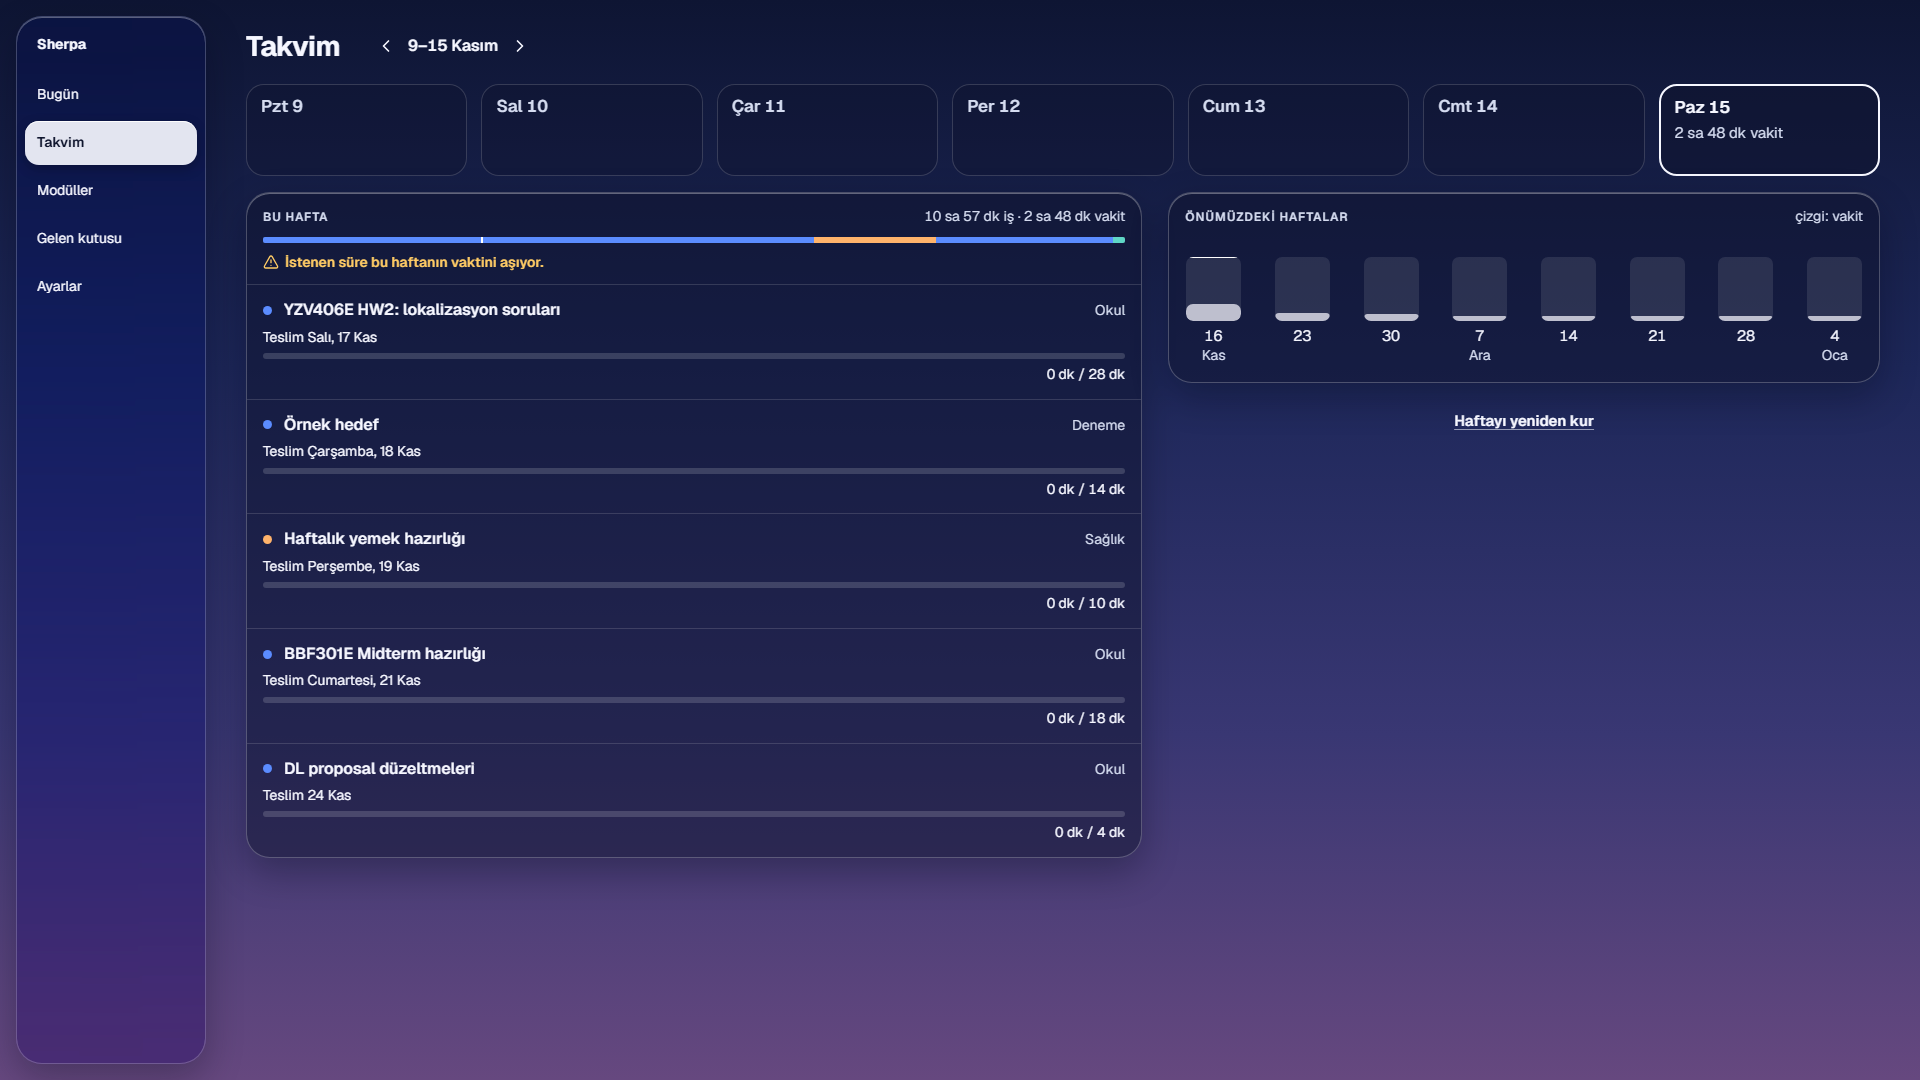 Sherpa
Bugün
Takvim
Modüller
Gelen kutusu
Ayarlar
Takvim
9–15 Kasım
Pzt 9
Sal 10
Çar 11
Per 12
Cum 13
Cmt 14
Paz 15
2 sa 48 dk vakit
BU HAFTA
10 sa 57 dk iş · 2 sa 48 dk vakit
İstenen süre bu haftanın vaktini aşıyor.
YZV406E HW2: lokalizasyon soruları
Okul
Teslim Salı, 17 Kas
0 dk / 28 dk
Örnek hedef
Deneme
Teslim Çarşamba, 18 Kas
0 dk / 14 dk
Haftalık yemek hazırlığı
Sağlık
Teslim Perşembe, 19 Kas
0 dk / 10 dk
BBF301E Midterm hazırlığı
Okul
Teslim Cumartesi, 21 Kas
0 dk / 18 dk
DL proposal düzeltmeleri
Okul
Teslim 24 Kas
0 dk / 4 dk
ÖNÜMÜZDEKİ HAFTALAR
çizgi: vakit
16 23 30 7 14 21 28 4
Kas Ara Oca
Haftayı yeniden kur